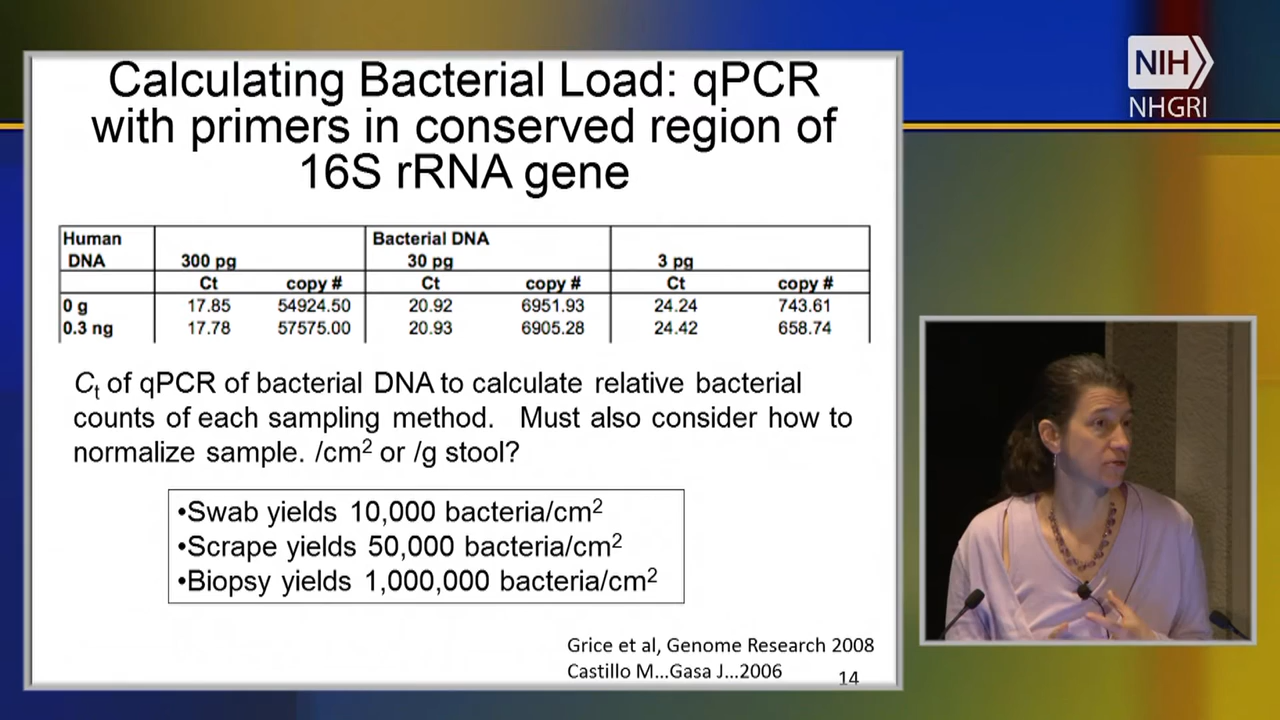 Calculating Bacterial Load: qPCR
with primers in conserved region of
16S rRNA gene
Human Bacterial DNA
DNA 300 pg 30 pg 3 pg
Ct copy # Ct copy # Ct copy #
0 g 17.85 54924.50 20.92 6951.93 24.24 743.61
0.3 ng 17.78 57575.00 20.93 6905.28 24.42 658.74
Ct of qPCR of bacterial DNA to calculate relative bacterial
counts of each sampling method. Must also consider how to
normalize sample. /cm2 or /g stool?
•Swab yields 10,000 bacteria/cm2
•Scrape yields 50,000 bacteria/cm2
•Biopsy yields 1,000,000 bacteria/cm2
Grice et al, Genome Research 2008
Castillo M...Gasa J...2006
14
NIH
NHGRI